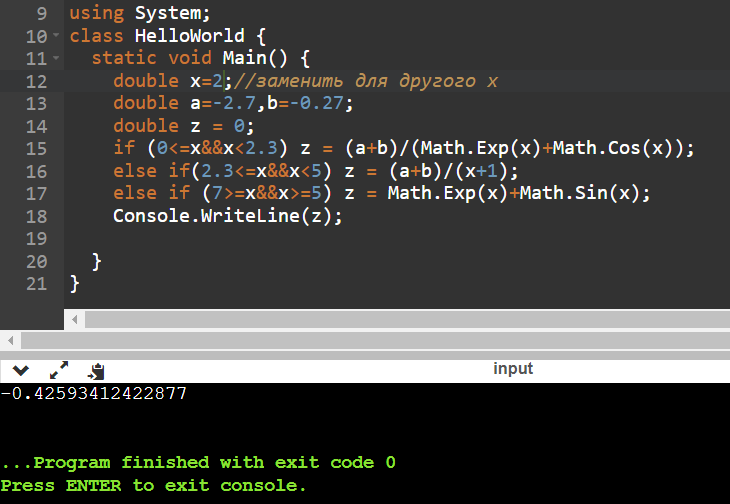 9 using System;
10 class HelloWorld {
11 static void Main() {
12 double x=2;//заменить для другого x
13 double a=-2.7,b=-0.27;
14 double z = 0;
15 if (0<=x&&x<2.3) z = (a+b)/(Math.Exp(x)+Math.Cos(x));
16 else if(2.3<=x&&x<5) z = (a+b)/(x+1);
17 else if (7>=x&&x>=5) z = Math.Exp(x)+Math.Sin(x);
18 Console.WriteLine(z);
19
20 }
21 }
input
-0.42593412422877
...Program finished with exit code 0
Press ENTER to exit console.